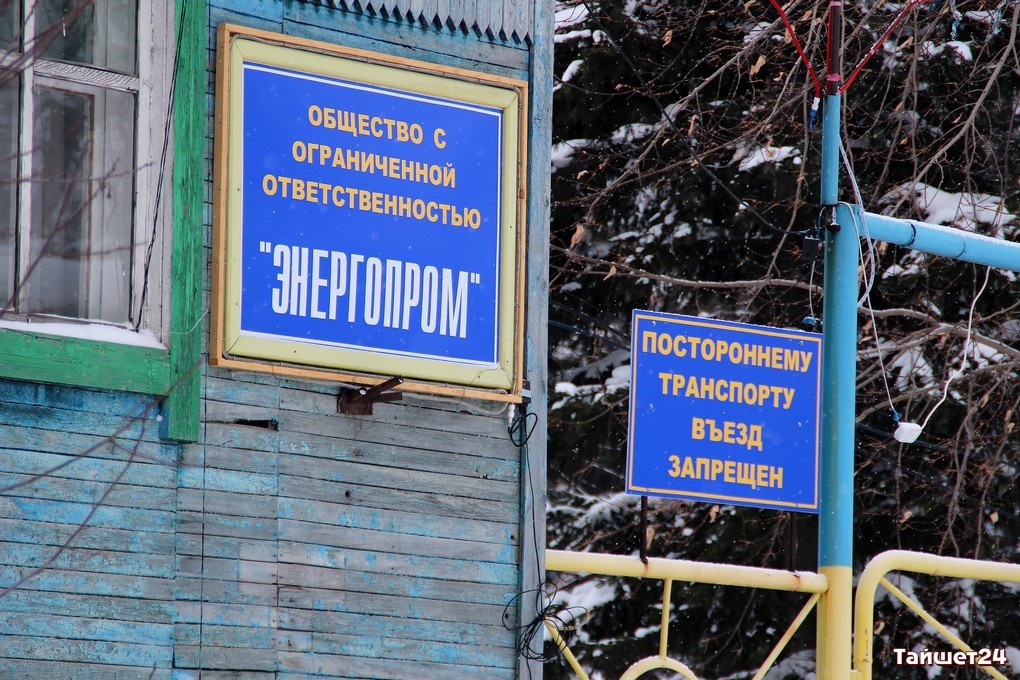 ОБЩЕСТВО С
ОГРАНИЧЕННОЙ
ОТВЕТСТВЕННОСТЬЮ
"ЭНЕРГОПРОМ"
ПОСТОРОННЕМУ
ТРАНСПОРТУ
ВЪЕЗД
ЗАПРЕЩЕН
Тайшет24